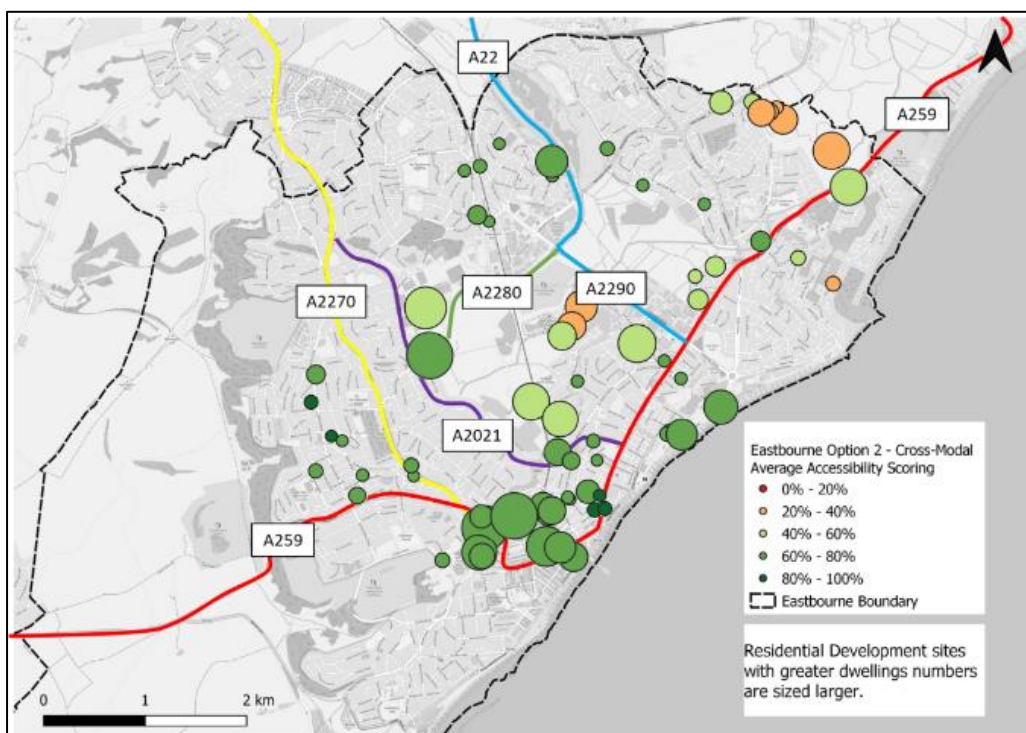 A22
A259
A2280
A2290
A2270
A2021
A259
Eastbourne Option 2 - Cross-Modal
Average Accessibility Scoring
0% - 20%
20% - 40%
40% - 60%
60% - 80%
80% - 100%
Eastbourne Boundary
Residential Development sites
with greater dwellings numbers
are sized larger.
0 1 2 km